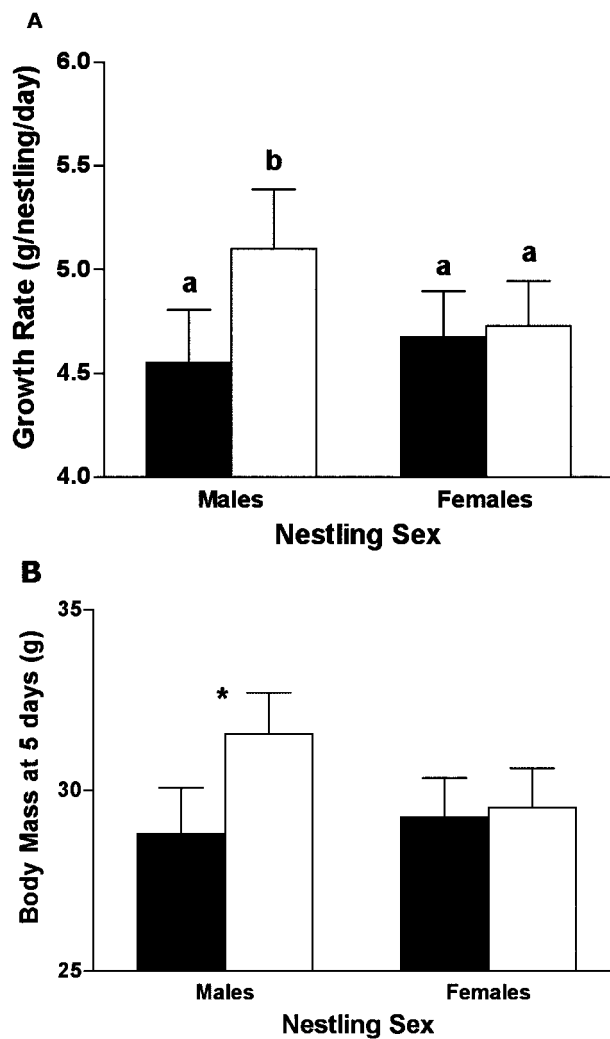 A
Growth Rate (g/nestling/day)
6.0
5.5
5.0
4.5
4.0
a
b
a
a
Males
Females
Nestling Sex
B
Body Mass at 5 days (g)
35
30
25
*
Males
Females
Nestling Sex